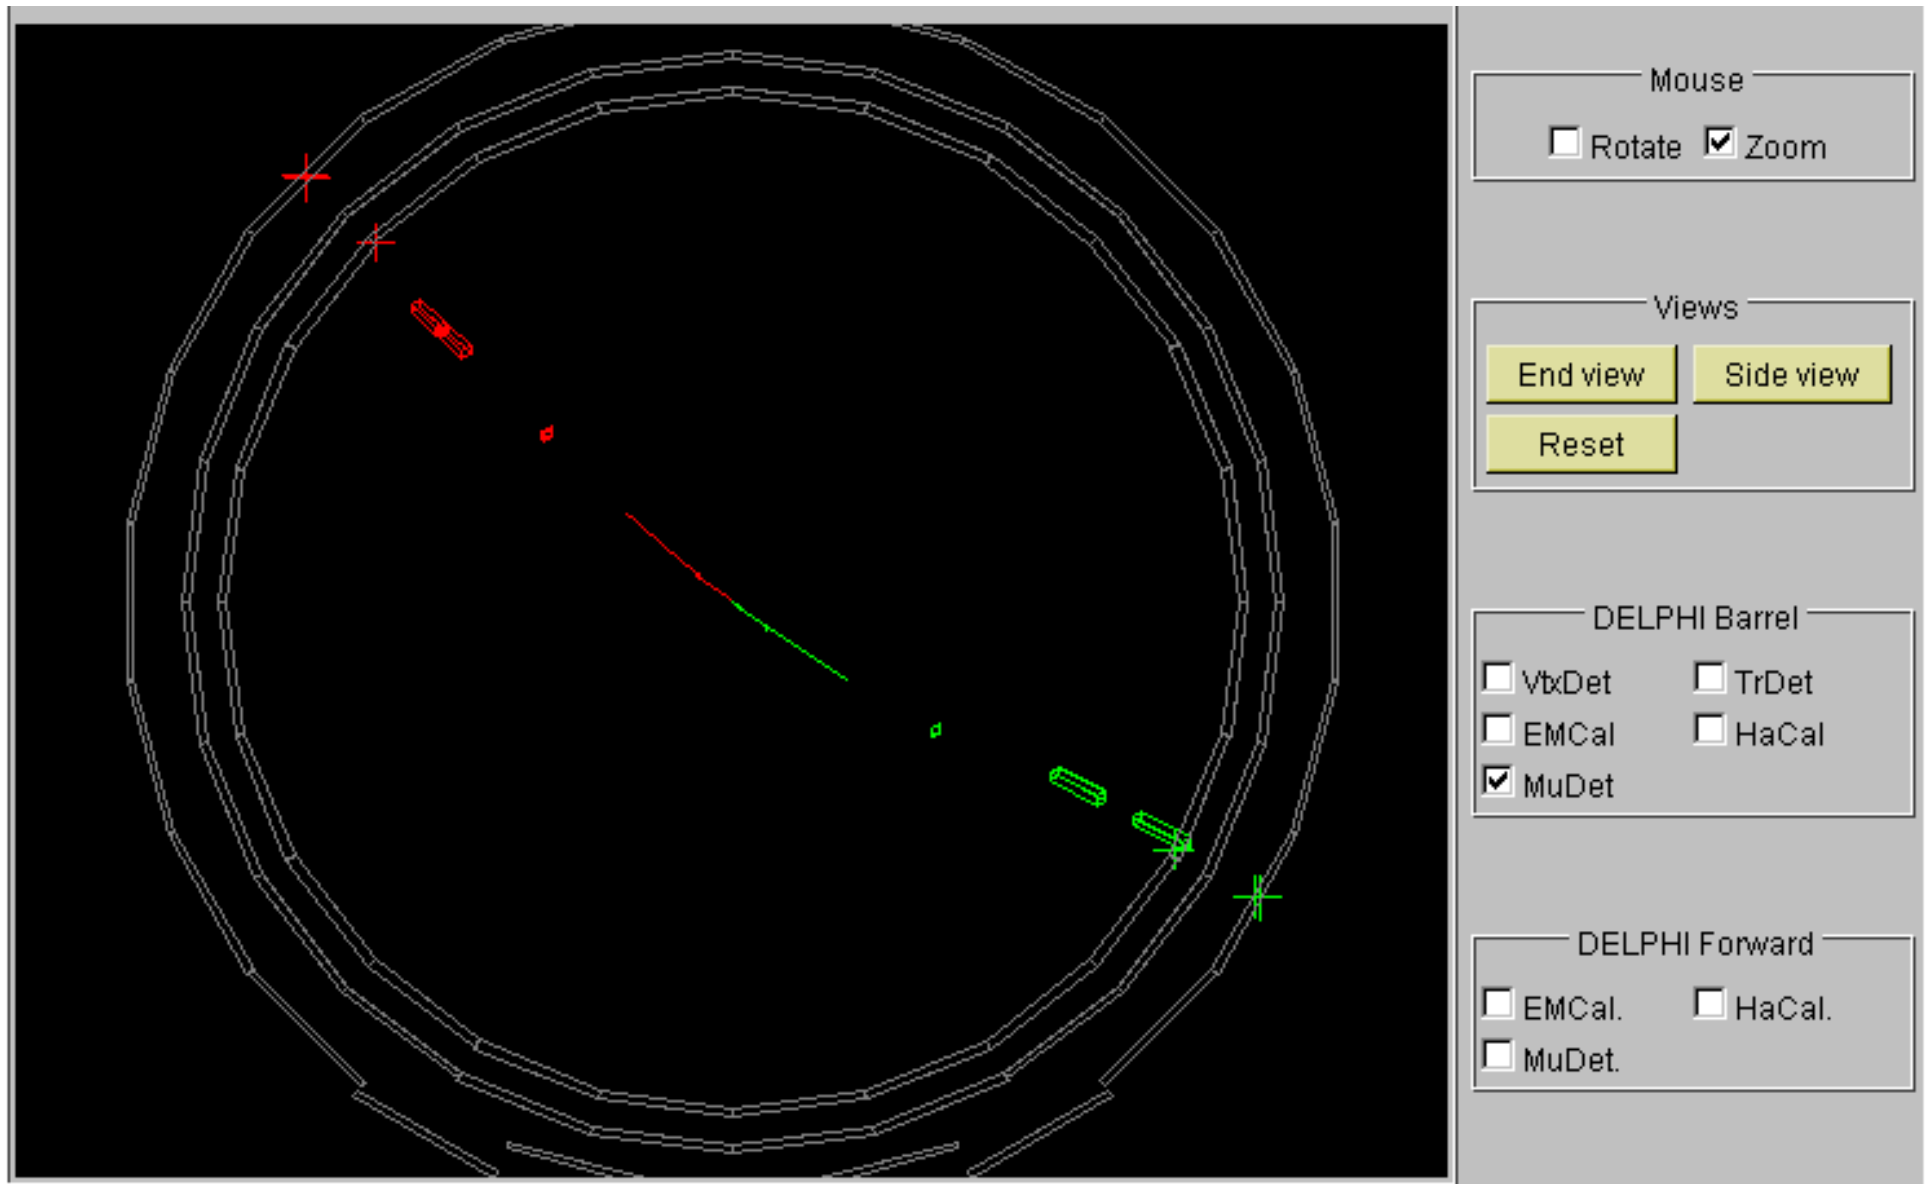 Mouse
Rotate Zoom
Views
End view Side view
Reset
DELPHI Barrel
VtxDet TrDet
EMCal HaCal
MuDet
DELPHI Forward
EMCal. HaCal.
MuDet.